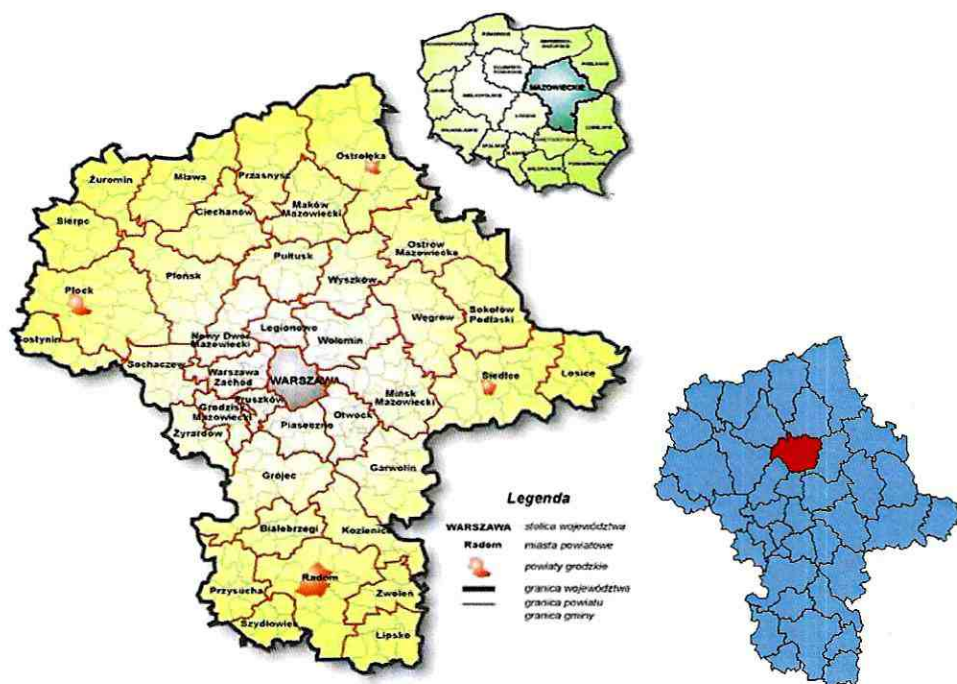 MAZOWIECKIE
Ostrołęka
Żuromin
Mława
Przasnysz
Ciechanów
Maków
Mazowiecki
Sierpc
Ostrów
Mazowiecka
Pułtusk
Płońsk
Wyszków
Płock
Węgrów
Sokołów
Podlaski
Legionowo
Nowy Dwór
Mazowiecki
Wołomin
Gostynin
Sochaczew
Warszawa
Zachód
WARSZAWA
Siedlce
Łosice
Mińsk
Mazowiecki
Pruszków
Grodzisk
Mazowiecki
Otwock
Piaseczno
Żyrardów
Grójec
Garwolin
Białobrzegi
Kozienice
Radom
Przysucha
Zwoleń
Szydłowiec
Lipsko
Legenda
WARSZAWA stolica województwa
Radom miasta powiatowe
powiaty grodzkie
granica województwa
granica powiatu
granica gminy